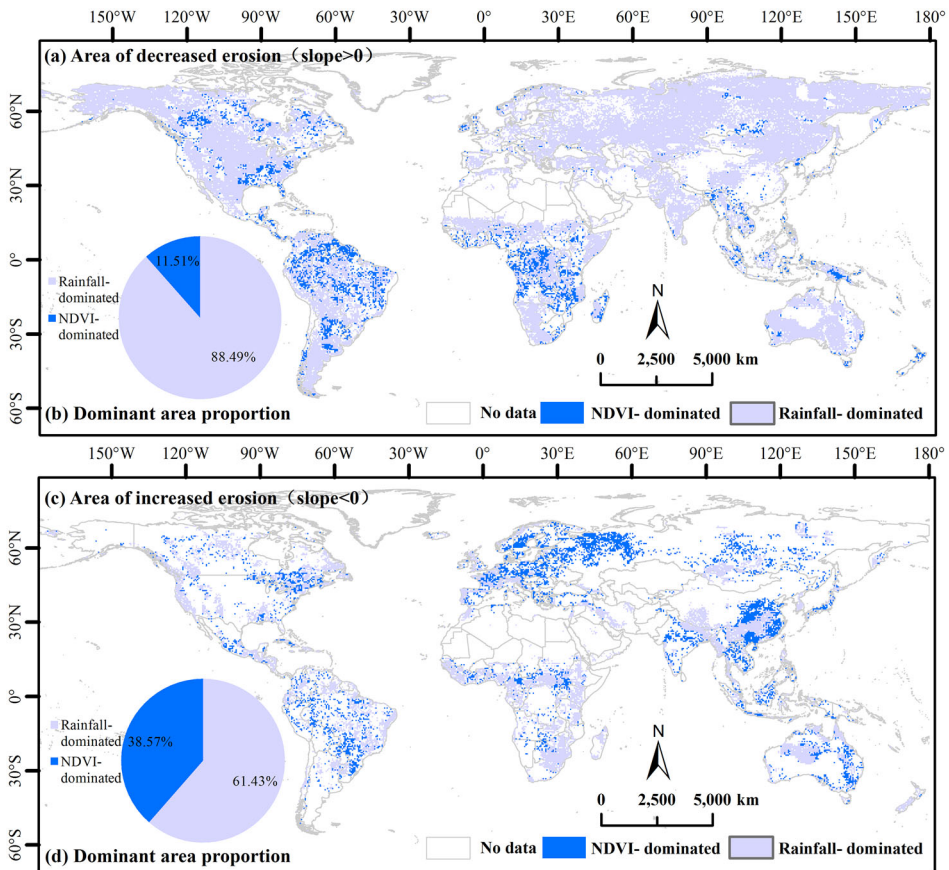 150°W 120°W 90°W 60°W 30°W 0° 30°E 60°E 90°E 120°E 150°E 180°
(a) Area of decreased erosion（slope>0）
60°N
30°N
0°
30°S
60°S
11.51%
88.49%
Rainfall-
dominated
NDVI-
dominated
N
0 2,500 5,000 km
(b) Dominant area proportion
No data NDVI- dominated Rainfall- dominated
150°W 120°W 90°W 60°W 30°W 0° 30°E 60°E 90°E 120°E 150°E 180°
(c) Area of increased erosion（slope<0）
60°N
30°N
0°
30°S
60°S
Rainfall-
dominated
NDVI-
dominated
38.57%
61.43%
N
0 2,500 5,000 km
(d) Dominant area proportion
No data NDVI- dominated Rainfall- dominated